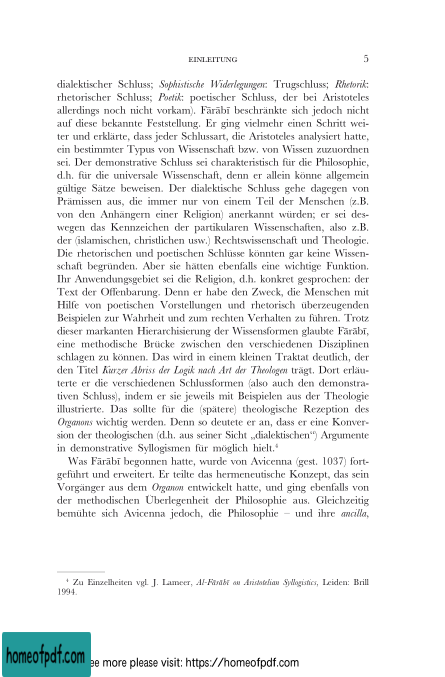 EINLEITUNG 5
dialektischer Schluss; Sophistische Widerlegungen: Trugschluss; Rhetorik:
rhetorischer Schluss; Poetik: poetischer Schluss, der bei Aristoteles
allerdings noch nicht vorkam). Fārābī beschränkte sich jedoch nicht
auf diese bekannte Feststellung. Er ging vielmehr einen Schritt wei-
ter und erklärte, dass jeder Schlussart, die Aristoteles analysiert hatte,
ein bestimmter Typus von Wissenschaft bzw. von Wissen zuzuordnen
sei. Der demonstrative Schluss sei charakteristisch für die Philosophie,
d.h. für die universale Wissenschaft, denn er allein könne allgemein
gültige Sätze beweisen. Der dialektische Schluss gehe dagegen von
Prämissen aus, die immer nur von einem Teil der Menschen (z.B.
von den Anhängern einer Religion) anerkannt würden; er sei des-
wegen das Kennzeichen der partikularen Wissenschaften, also z.B.
der (islamischen, christlichen usw.) Rechtswissenschaft und Theologie.
Die rhetorischen und poetischen Schlüsse könnten gar keine Wissen-
schaft begründen. Aber sie hätten ebenfalls eine wichtige Funktion.
Ihr Anwendungsgebiet sei die Religion, d.h. konkret gesprochen: der
Text der Offenbarung. Denn er habe den Zweck, die Menschen mit
Hilfe von poetischen Vorstellungen und rhetorisch überzeugenden
Beispielen zur Wahrheit und zum rechten Verhalten zu führen. Trotz
dieser markanten Hierarchisierung der Wissensformen glaubte Fārābī,
eine methodische Brücke zwischen den verschiedenen Disziplinen
schlagen zu können. Das wird in einem kleinen Traktat deutlich, der
den Titel Kurzer Abriss der Logik nach Art der Theologen trägt. Dort erläu-
terte er die verschiedenen Schlussformen (also auch den demonstra-
tiven Schluss), indem er sie jeweils mit Beispielen aus der Theologie
illustrierte. Das sollte für die (spätere) theologische Rezeption des
Organons wichtig werden. Denn so deutete er an, dass er eine Konver-
sion der theologischen (d.h. aus seiner Sicht „dialektischen“) Argumente
in demonstrative Syllogismen für möglich hielt.⁴
Was Fārābī begonnen hatte, wurde von Avicenna (gest. 1037) fort-
geführt und erweitert. Er teilte das hermeneutische Konzept, das sein
Vorgänger aus dem Organon entwickelt hatte, und ging ebenfalls von
der methodischen Überlegenheit der Philosophie aus. Gleichzeitig
bemühte sich Avicenna jedoch, die Philosophie – und ihre ancilla,
⁴ Zu Einzelheiten vgl. J. Lameer, Al-Fārābī on Aristotelian Syllogistics, Leiden: Brill
1994.
homeofpdf.com
ee more please visit: https://homeofpdf.com